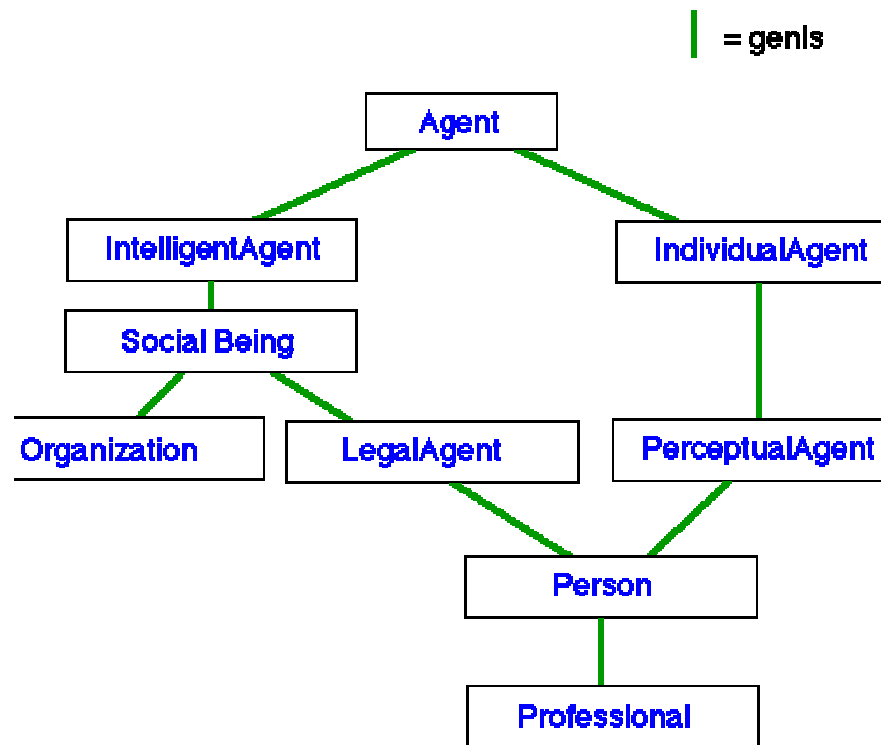 = genls
Agent
IntelligentAgent
IndividualAgent
Social Being
Organization
LegalAgent
PerceptualAgent
Person
Professional